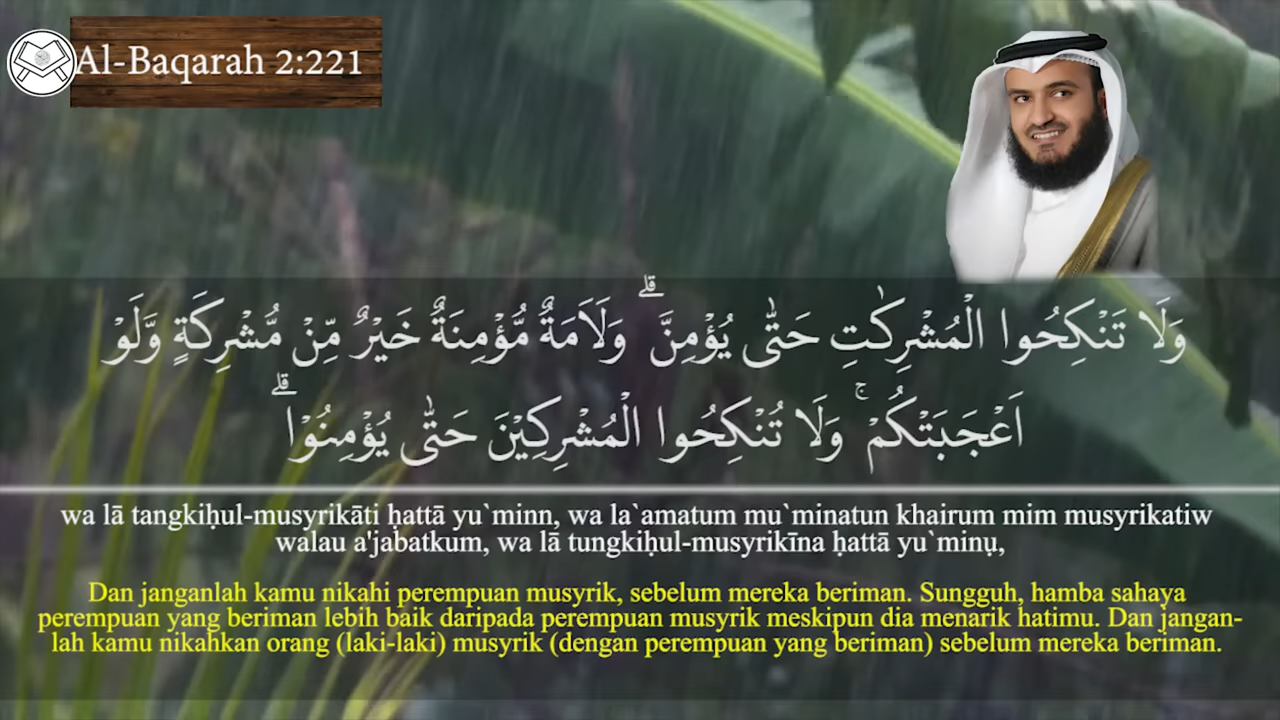 Al-Baqarah 2:221
وَلَا تَنْكِحُوا الْمُشْرِكٰتِ حَتّٰى يُؤْمِنَّ ۗ وَلَاَمَةٌ مُّؤْمِنَةٌ خَيْرٌ مِّنْ مُّشْرِكَةٍ وَّلَوْ
اَعْجَبَتْكُمْ ۚ وَلَا تُنْكِحُوا الْمُشْرِكِيْنَ حَتّٰى يُؤْمِنُوْا ۗ
wa lā tangkiḥul-musyrikāti ḥattā yu`minn, wa la`amatum mu`minatun khairum mim musyrikatiw
walau a'jabatkum, wa lā tungkiḥul-musyrikīna ḥattā yu`minụ,
Dan janganlah kamu nikahi perempuan musyrik, sebelum mereka beriman. Sungguh, hamba sahaya
perempuan yang beriman lebih baik daripada perempuan musyrik meskipun dia menarik hatimu. Dan jangan-
lah kamu nikahkan orang (laki-laki) musyrik (dengan perempuan yang beriman) sebelum mereka beriman.